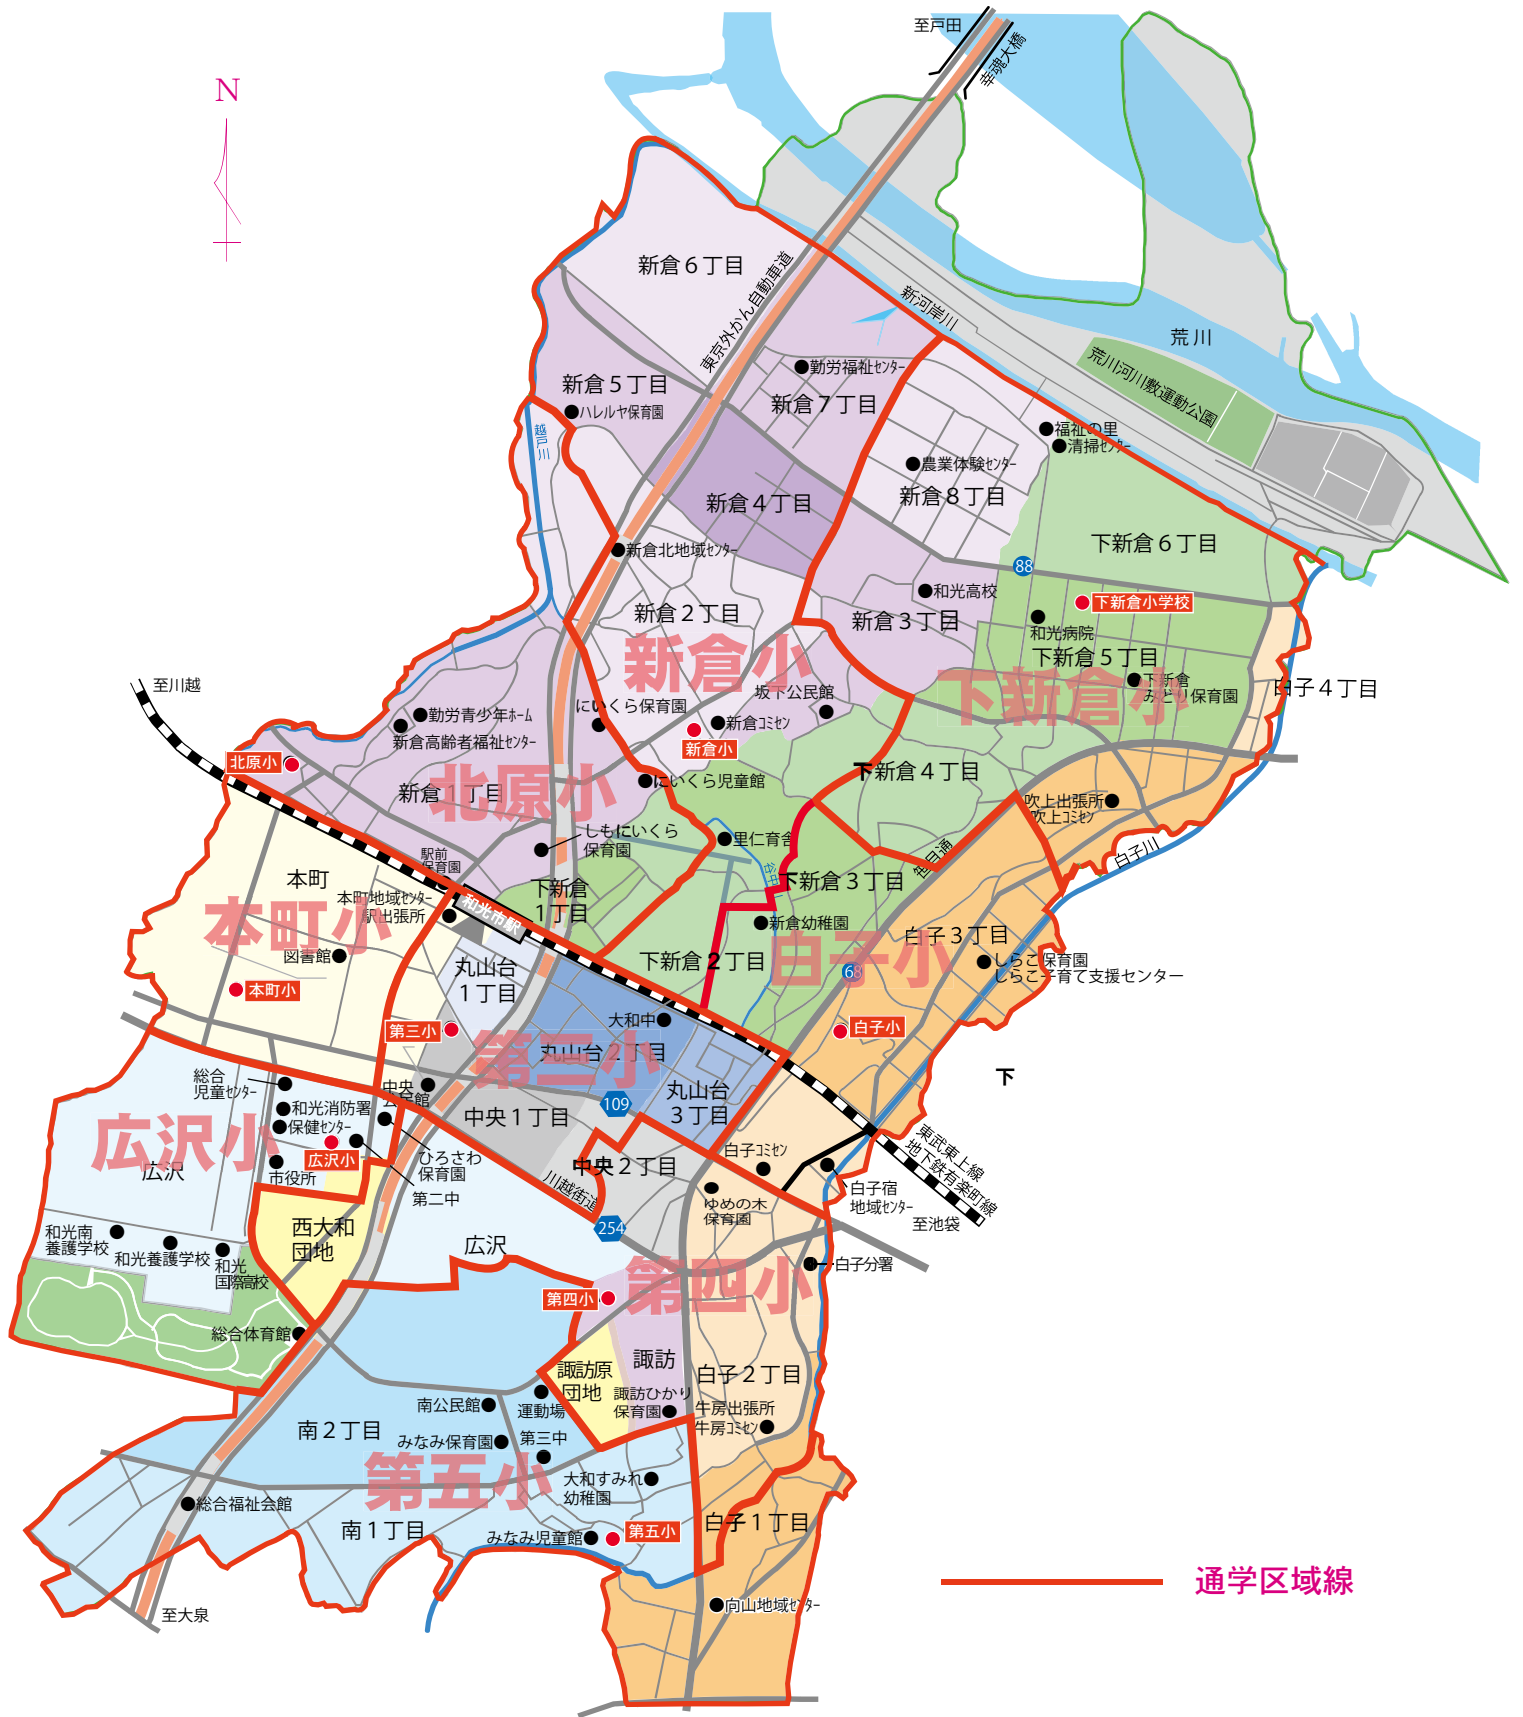 至戸田
幸魂大橋
N
新倉６丁目
東京外かん自動車道
新河岸川
荒川
荒川河川敷運動公園
勤労福祉ｾﾝﾀｰ
新倉５丁目
ハレルヤ保育園
新倉７丁目
越戸川
福祉の里
清掃ｾﾝﾀｰ
農業体験ｾﾝﾀｰ
新倉８丁目
新倉４丁目
下新倉６丁目
新倉北地域ｾﾝﾀｰ
88
和光高校
下新倉小学校
新倉２丁目
新倉３丁目
和光病院
新倉小
下新倉５丁目
下新倉小
下新倉
みどり保育園
白子４丁目
至川越
坂下公民館
にいくら保育園
勤労青少年ﾎｰﾑ
新倉高齢者福祉ｾﾝﾀｰ
新倉ｺﾐｾﾝ
新倉小
北原小
にいくら児童館
下新倉４丁目
新倉１丁目
北原小
吹上出張所
吹上ｺﾐｾﾝ
しもにいくら
保育園
里仁育舎
笹目通
白子川
駅前
保育園
谷中
本町
下新倉３丁目
下新倉
１丁目
本町地域ｾﾝﾀｰ
駅出張所
和光市駅
本町小
新倉幼稚園
白子３丁目
図書館
下新倉２丁目
白子小
68
しらこ保育園
しらこ子育て支援センター
丸山台
１丁目
本町小
第三小
大和中
白子小
丸山台２丁目
第三小
下
総合
児童センター
中央
公民館
丸山台
３丁目
109
和光消防署
保健ｾﾝﾀｰ
中央１丁目
広沢小
広沢
広沢小
市役所
ひろさわ
保育園
第二中
中央２丁目
白子ｺﾐｾﾝ
東武東上線
地下鉄有楽町線
川越街道
白子宿
地域ｾﾝﾀｰ
至池袋
ゆめの木
保育園
254
西大和
団地
和光南
養護学校
和光養護学校
和光
国際高校
広沢
白子分署
第四小
第四小
総合体育館
諏訪原
団地
諏訪
白子２丁目
諏訪ひかり
保育園
南公民館
運動場
牛房出張所
牛房ｺﾐｾﾝ
南２丁目
みなみ保育園
第三中
第五小
大和すみれ
幼稚園
総合福祉会館
南１丁目
みなみ児童館
第五小
白子１丁目
通学区域線
至大泉
向山地域ｾﾝﾀｰ